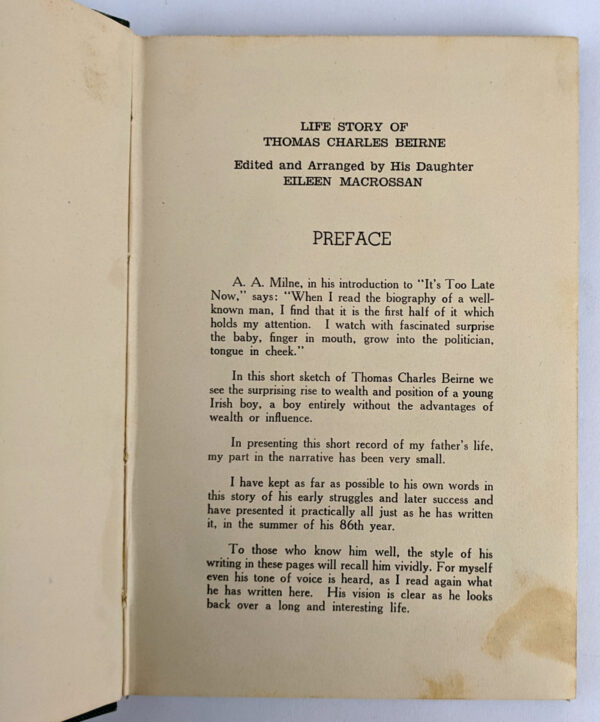 LIFE STORY OF
THOMAS CHARLES BEIRNE
Edited and Arranged by His Daughter
EILEEN MACROSSAN
PREFACE
A. A. Milne, in his introduction to "It's Too Late
Now," says: "When I read the biography of a well-
known man, I find that it is the first half of it which
holds my attention. I watch with fascinated surprise
the baby, finger in mouth, grow into the politician,
tongue in cheek."
In this short sketch of Thomas Charles Beirne we
see the surprising rise to wealth and position of a young
Irish boy, a boy entirely without the advantages of
wealth or influence.
In presenting this short record of my father's life,
my part in the narrative has been very small.
I have kept as far as possible to his own words in
this story of his early struggles and later success and
have presented it practically all just as he has written
it, in the summer of his 86th year.
To those who know him well, the style of his
writing in these pages will recall him vividly. For myself
even his tone of voice is heard, as I read again what
he has written here. His vision is clear as he looks
back over a long and interesting life.